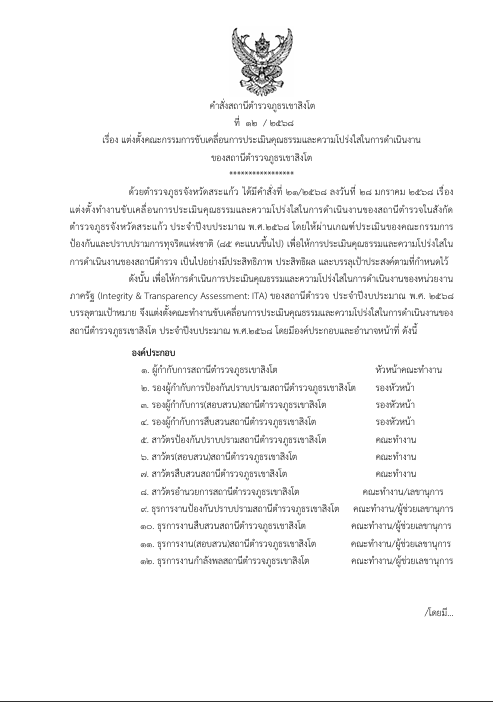 คำสั่งสถานีตำรวจภูธรเขาสิงโต
ที่ ๑๒ / ๒๕๖๘
เรื่อง แต่งตั้งคณะกรรมการขับเคลื่อนการประเมินคุณธรรมและความโปร่งใสในการดำเนินงาน
ของสถานีตำรวจภูธรเขาสิงโต
*****************
ด้วยตำรวจภูธรจังหวัดสระแก้ว ได้มีคำสั่งที่ ๒๑/๒๕๖๘ ลงวันที่ ๒๘ มกราคม ๒๕๖๘ เรื่อง
แต่งตั้งทำงานขับเคลื่อนการประเมินคุณธรรมและความโปร่งใสในการดำเนินงานของสถานีตำรวจในสังกัด
ตำรวจภูธรจังหวัดสระแก้ว ประจำปีงบประมาณ พ.ศ.๒๕๖๘ โดยให้ผ่านเกณฑ์ประเมินของคณะกรรมการ
ป้องกันและปราบปรามการทุจริตแห่งชาติ (๘๕ คะแนนขึ้นไป) เพื่อให้การประเมินคุณธรรมและความโปร่งใสใน
การดำเนินงานของสถานีตำรวจ เป็นไปอย่างมีประสิทธิภาพ ประสิทธิผล และบรรลุเป้าประสงค์ตามที่กำหนดไว้
ดังนั้น เพื่อให้การดำเนินการประเมินคุณธรรมและความโปร่งใสในการดำเนินงานของหน่วยงาน
ภาครัฐ (Integrity & Transparency Assessment: ITA) ของสถานีตำรวจ ประจำปีงบประมาณ พ.ศ. ๒๕๖๘
บรรลุตามเป้าหมาย จึงแต่งตั้งคณะทำงานขับเคลื่อนการประเมินคุณธรรมและความโปร่งใสในการดำเนินงานของ
สถานีตำรวจภูธรเขาสิงโต ประจำปีงบประมาณ พ.ศ.๒๕๖๘ โดยมีองค์ประกอบและอำนาจหน้าที่ ดังนี้
องค์ประกอบ
๑. ผู้กำกับการสถานีตำรวจภูธรเขาสิงโต หัวหน้าคณะทำงาน
๒. รองผู้กำกับการป้องกันปราบปรามสถานีตำรวจภูธรเขาสิงโต รองหัวหน้า
๓. รองผู้กำกับการ(สอบสวน)สถานีตำรวจภูธรเขาสิงโต รองหัวหน้า
๔. รองผู้กำกับการสืบสวนสถานีตำรวจภูธรเขาสิงโต รองหัวหน้า
๕. สารวัตรป้องกันปราบปรามสถานีตำรวจภูธรเขาสิงโต คณะทำงาน
๖. สารวัตร(สอบสวน)สถานีตำรวจภูธรเขาสิงโต คณะทำงาน
๗. สารวัตรสืบสวนสถานีตำรวจภูธรเขาสิงโต คณะทำงาน
๘. สารวัตรอำนวยการสถานีตำรวจภูธรเขาสิงโต คณะทำงาน/เลขานุการ
๙. ธุรการงานป้องกันปราบปรามสถานีตำรวจภูธรเขาสิงโต คณะทำงาน/ผู้ช่วยเลขานุการ
๑๐. ธุรการงานสืบสวนสถานีตำรวจภูธรเขาสิงโต คณะทำงาน/ผู้ช่วยเลขานุการ
๑๑. ธุรการงาน(สอบสวน)สถานีตำรวจภูธรเขาสิงโต คณะทำงาน/ผู้ช่วยเลขานุการ
๑๒. ธุรการงานกำลังพลสถานีตำรวจภูธรเขาสิงโต คณะทำงาน/ผู้ช่วยเลขานุการ
/โดยมี...